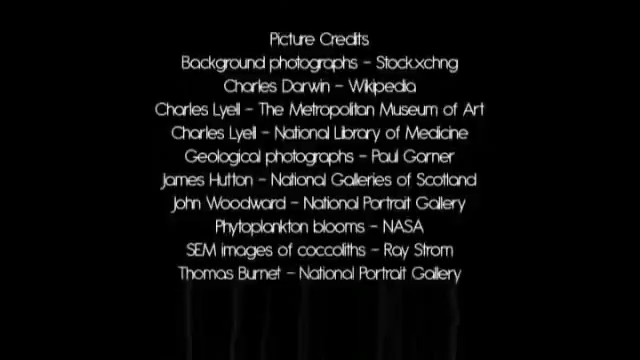 Picture Credits
Background photographs - Stock.xchng
Charles Darwin - Wikipedia
Charles Lyell - The Metropolitan Museum of Art
Charles Lyell - National Library of Medicine
Geological photographs - Paul Garner
James Hutton - National Galleries of Scotland
John Woodward - National Portrait Gallery
Phytoplankton blooms - NASA
SEM images of coccoliths - Ray Strom
Thomas Burnet - National Portrait Gallery